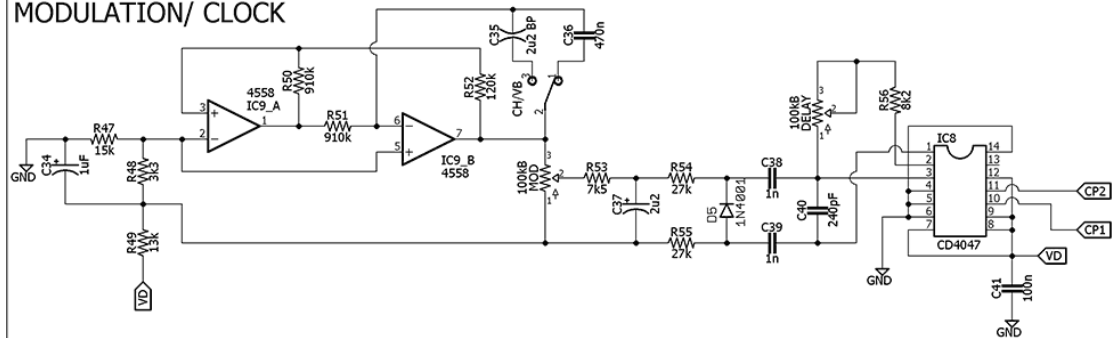 MODULATION/ CLOCK
C35
2u2 BP
C36
470n
R50
910k
R52
120k
4558
IC9_A
3
2
1
R51
910k
CH/VB
3
1
2
6
5
7
IC9_B
4558
R47
15k
C34
1uF
GND
R48
3k3
R49
13k
VD
100kB
MOD
3
2
1
R53
7k5
R54
27k
C37
2u2
R55
27k
D5
1N4001
C38
1n
C39
1n
C40
240pF
100kB
DELAY
3
2
1
R56
8k2
IC8
1
2
3
4
5
6
7
14
13
12
11
10
9
8
CD4047
CP2
CP1
VD
GND
C41
100n
GND